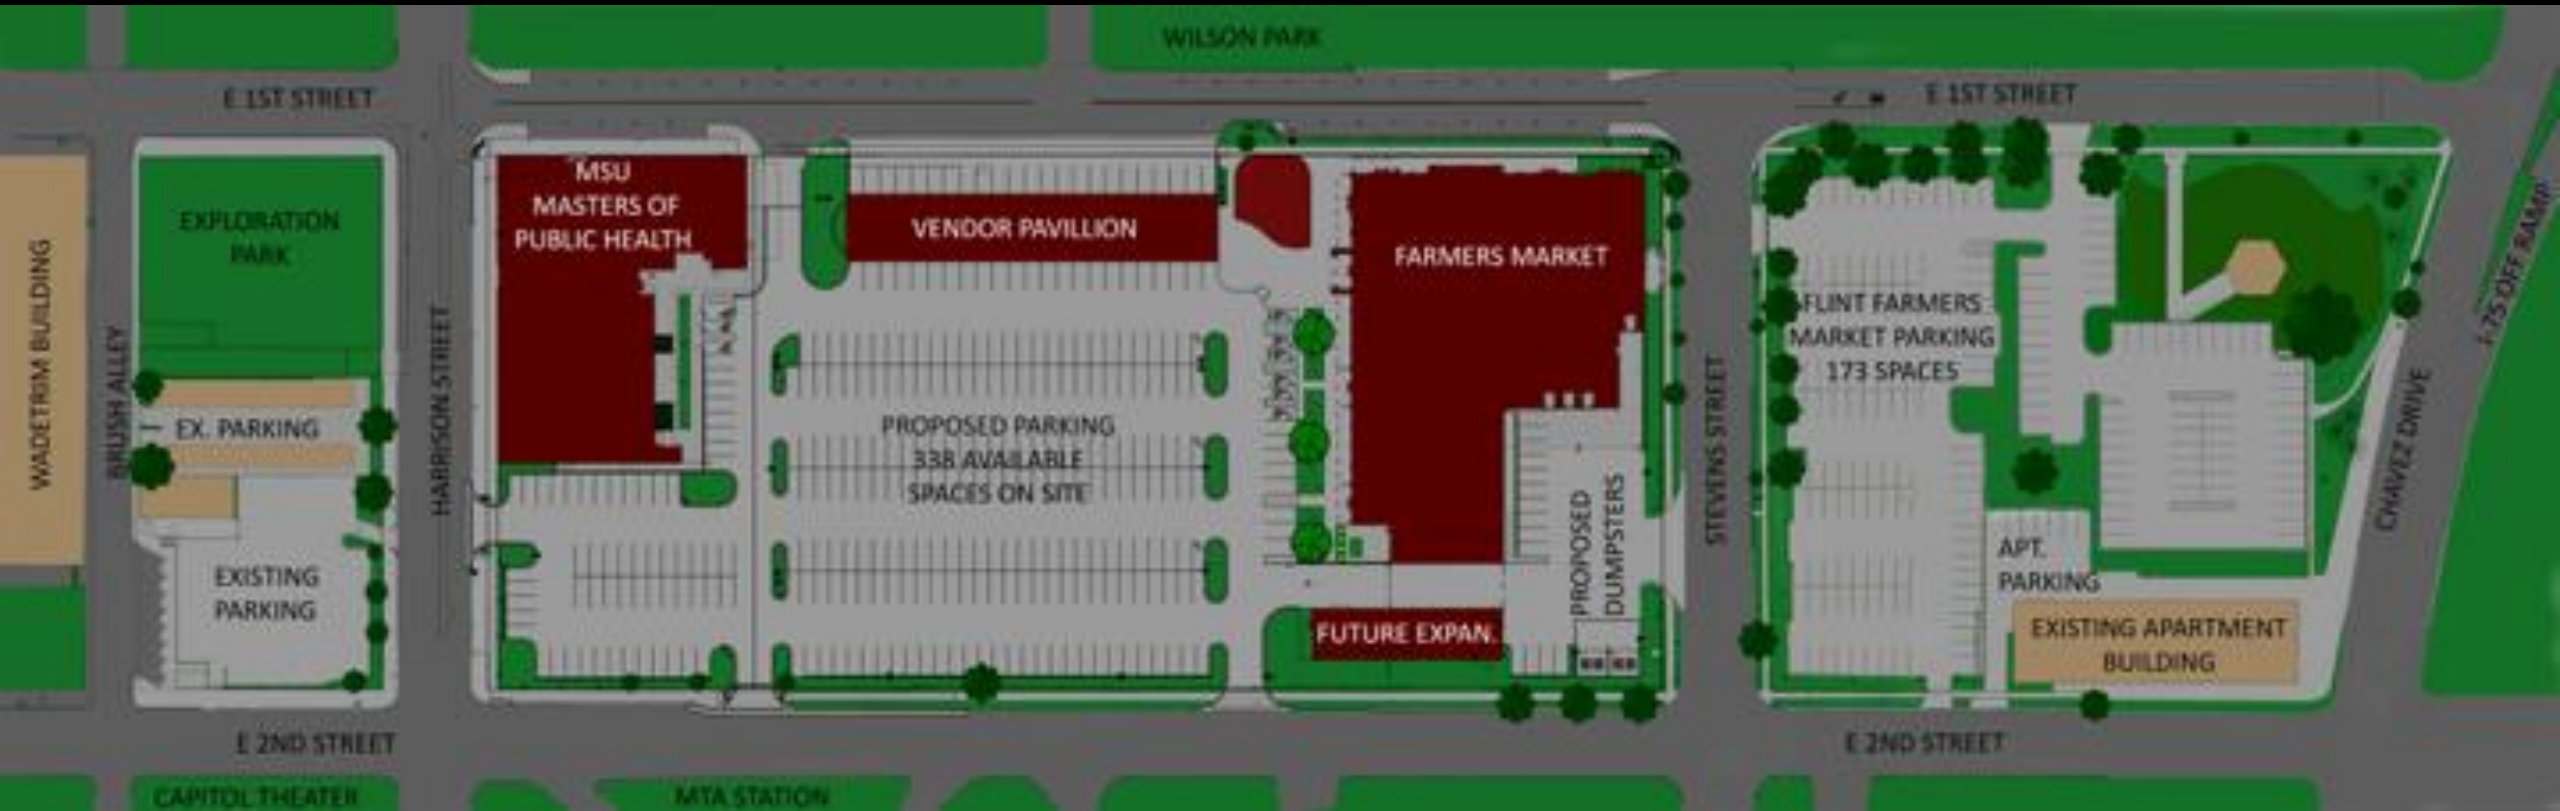 WILSON PARK
E 1ST STREET
E 1ST STREET
WADETRIM BUILDING
BRUSH ALLEY
EXPLORATION
PARK
EX. PARKING
EXISTING
PARKING
HARRISON STREET
MSU
MASTERS OF
PUBLIC HEALTH
VENDOR PAVILLION
PROPOSED PARKING
338 AVAILABLE
SPACES ON SITE
FARMERS MARKET
PROPOSED
DUMPSTERS
FUTURE EXPAN.
STEVENS STREET
FLINT FARMERS
MARKET PARKING
173 SPACES
APT.
PARKING
EXISTING APARTMENT
BUILDING
CHAVEZ DRIVE
I-75 OFF RAMP
E 2ND STREET
E 2ND STREET
CAPITOL THEATER
MTA STATION